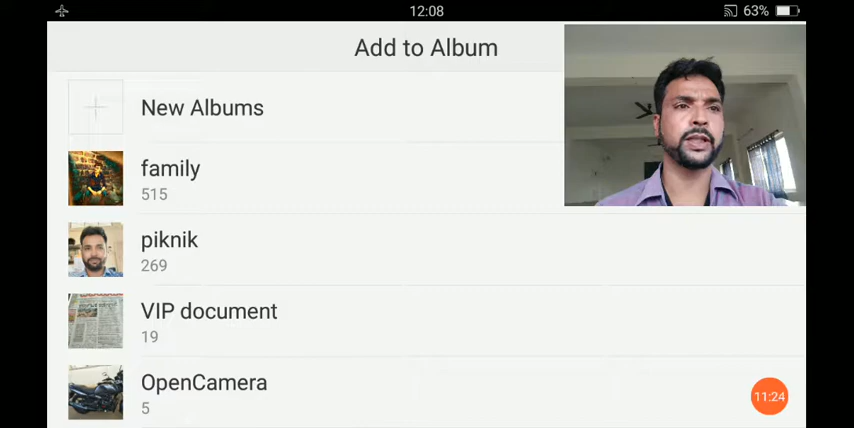 12:08
63%
Add to Album
New Albums
family
515
piknik
269
VIP document
19
OpenCamera
5
11:24